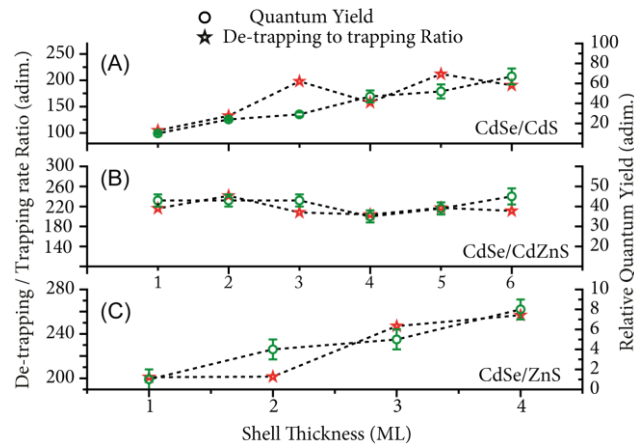 Quantum Yield
De-trapping to trapping Ratio
De-trapping / Trapping rate Ratio (adim.)
(A)
250
200
150
100
100
80
60
40
20
CdSe/CdS
(B)
300
260
220
180
140
50
40
30
20
CdSe/CdZnS
1 2 3 4 5 6
(C)
280
240
200
10
8
6
4
2
0
CdSe/ZnS
1 2 3 4
Shell Thickness (ML)
Relative Quantum Yield (adim.)